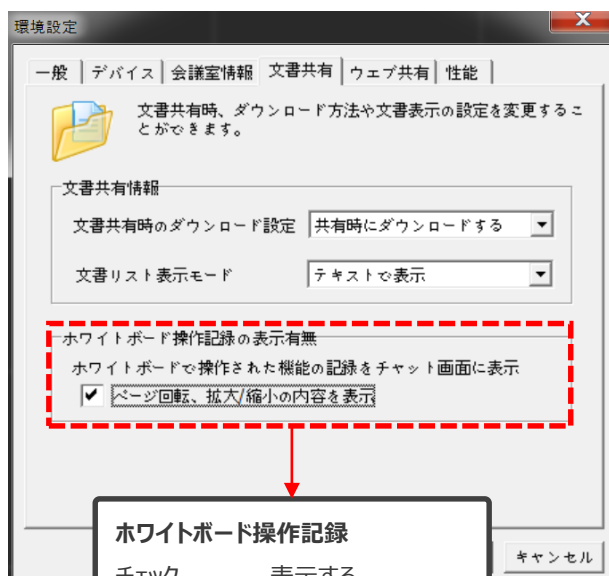 環境設定
一般 デバイス 会議室情報 文書共有 ウェブ共有 性能
文書共有時、ダウンロード方法や文書表示の設定を変更するこ
とができます。
文書共有情報
文書共有時のダウンロード設定 共有時にダウンロードする
文書リスト表示モード テキストで表示
ホワイトボード操作記録の表示有無
ホワイトボードで操作された機能の記録をチャット画面に表示
ページ回転、拡大/縮小の内容を表示
ホワイトボード操作記録
チェック 表示する
キャンセル